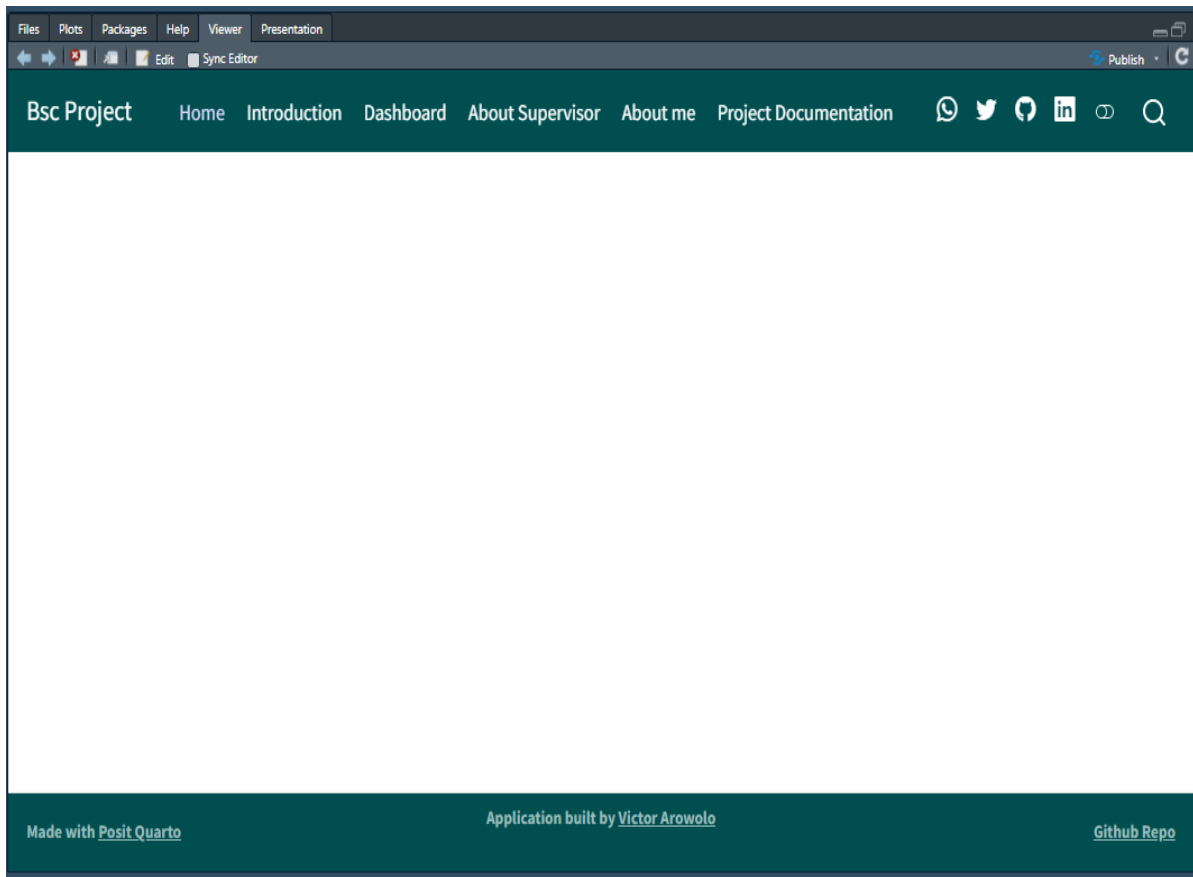 Files Plots Packages Help Viewer Presentation
Edit Sync Editor Publish
Bsc Project Home Introduction Dashboard About Supervisor About me Project Documentation in
Application built by Victor Arowolo
Made with Posit Quarto Github Repo